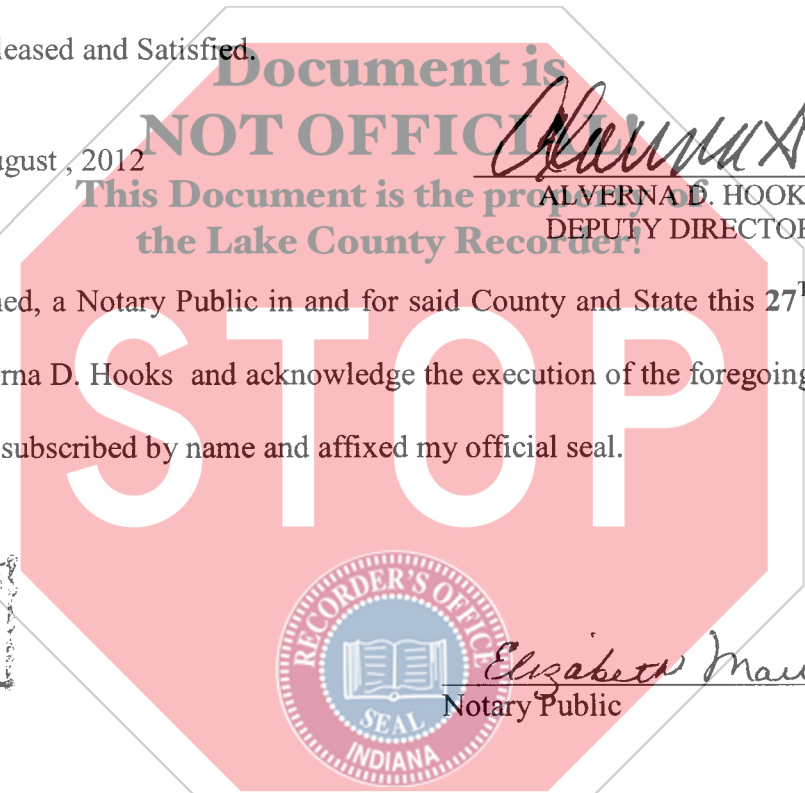 leased and Satisfied.
Document is
NOT OFFICIAL!
ugust , 2012
This Document is the property of
ALVERNA D. HOOK
the Lake County Recorder!
DEPUTY DIRECTOR
ned, a Notary Public in and for said County and State this 27T
rna D. Hooks and acknowledge the execution of the foregoing
subscribed by name and affixed my official seal.
STOP
RECORDER'S OFFICE
SEAL
INDIANA
Elizabeth
Notary Public